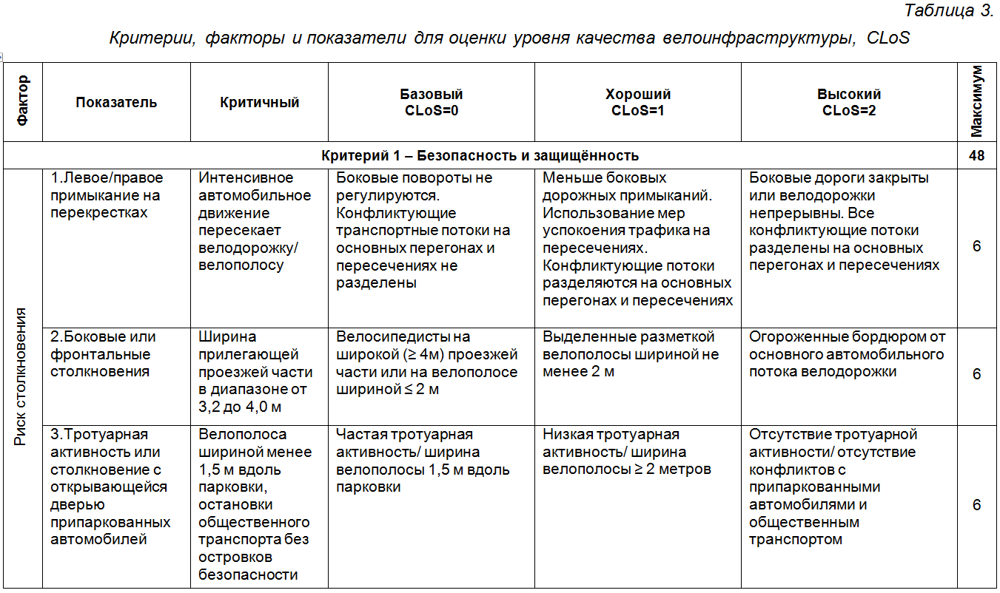 Таблица 3.
Критерии, факторы и показатели для оценки уровня качества велоинфраструктуры, CLoS
Фактор
Показатель
Критичный
Базовый
CLoS=0
Хороший
CLoS=1
Высокий
CLoS=2
Максимум
Критерий 1 – Безопасность и защищённость
48
Риск столкновения
1.Левое/правое
примыкание на
перекрестках
Интенсивное
автомобильное
движение
пересекает
велодорожку/
велополосу
Боковые повороты не
регулируются.
Конфликтующие
транспортные потоки на
основных перегонах и
пересечениях не
разделены
Меньше боковых
дорожных примыканий.
Использование мер
успокоения трафика на
пересечениях.
Конфликтующие потоки
разделяются на основных
перегонах и пересечениях
Боковые дороги закрыты
или велодорожки
непрерывны. Все
конфликтующие потоки
разделены на основных
перегонах и пересечениях
6
2.Боковые или
фронтальные
столкновения
Ширина
прилегающей
проезжей части
в диапазоне от
3,2 до 4,0 м
Велосипедисты на
широкой (≥ 4м) проезжей
части или на велополосе
шириной ≤ 2 м
Выделенные разметкой
велополосы шириной не
менее 2 м
Огороженные бордюром от
основного автомобильного
потока велодорожки
6
3.Тротуарная
активность или
столкновение с
открывающейся
дверью
припаркованных
автомобилей
Велополоса
шириной менее
1,5 м вдоль
парковки,
остановки
общественного
транспорта без
островков
безопасности
Частая тротуарная
активность/ ширина
велополосы 1,5 м вдоль
парковки
Низкая тротуарная
активность/ ширина
велополосы ≥ 2 метров
Отсутствие тротуарной
активности/ отсутствие
конфликтов с
припаркованными
автомобилями и
общественным
транспортом
6